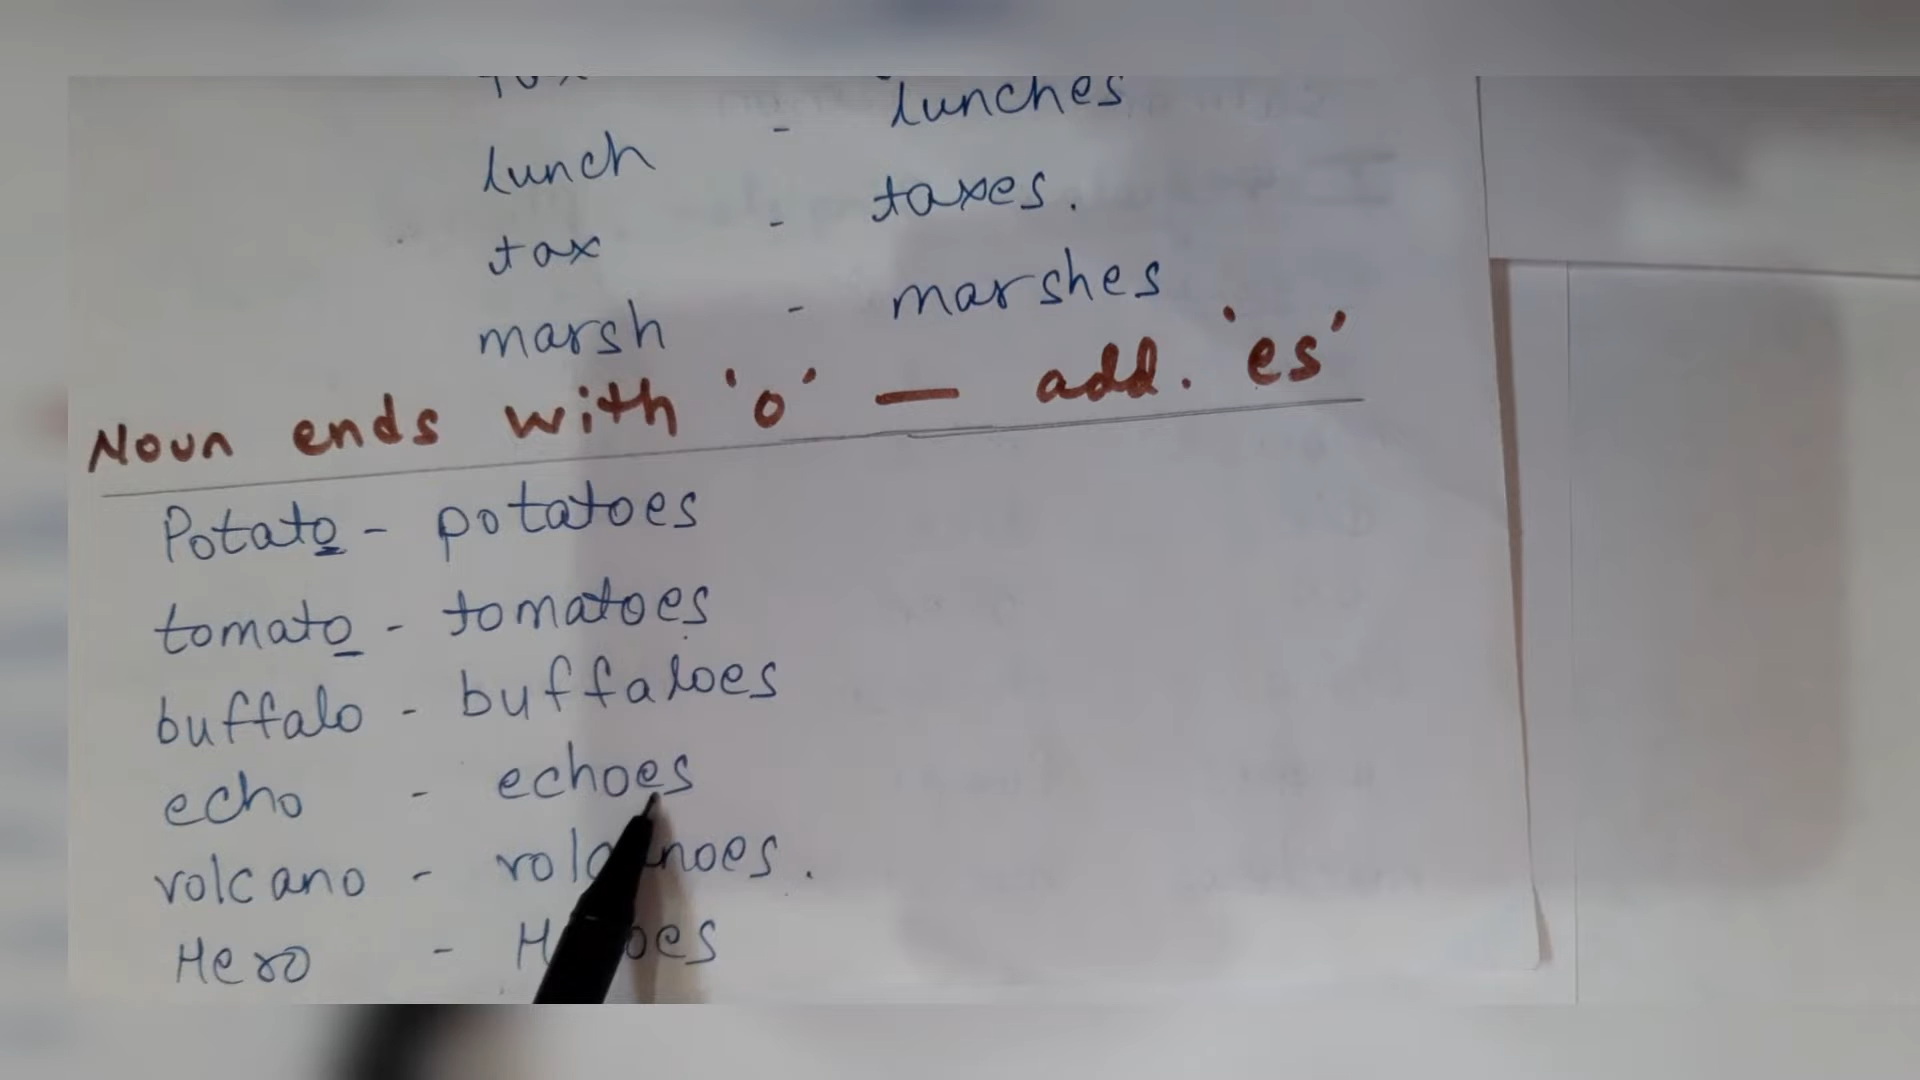 lunch - lunches
tax - taxes.
marsh - marshes
Noun ends with 'o' — add. 'es'
Potato - potatoes
tomato - tomatoes
buffalo - buffaloes
echo - echoes
volcano -
Hero -